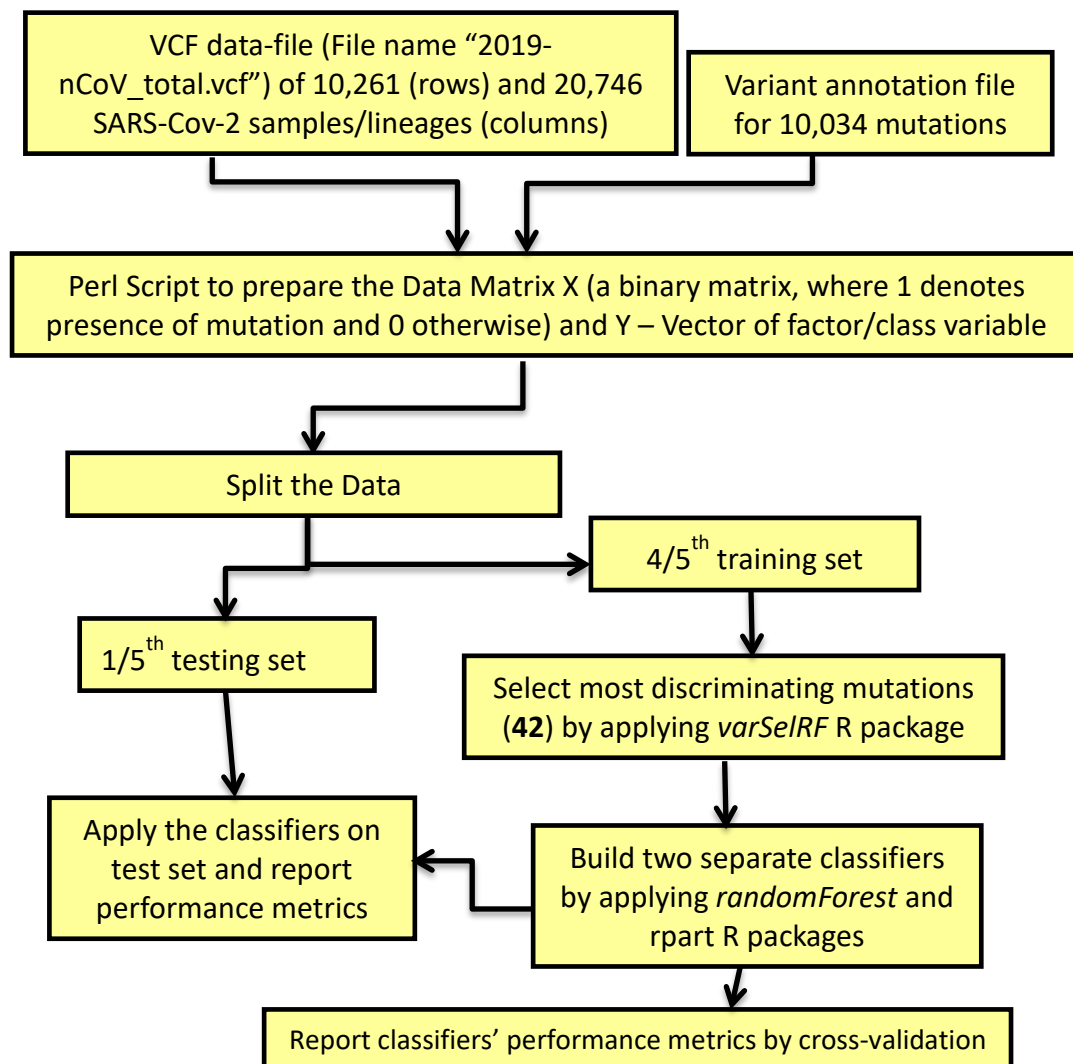 VCF data-file (File name “2019-
nCoV_total.vcf”) of 10,261 (rows) and 20,746
SARS-Cov-2 samples/lineages (columns)
Variant annotation file
for 10,034 mutations
Perl Script to prepare the Data Matrix X (a binary matrix, where 1 denotes
presence of mutation and 0 otherwise) and Y – Vector of factor/class variable
Split the Data
4/5th training set
1/5th testing set
Select most discriminating mutations
(42) by applying varSelRF R package
Apply the classifiers on
test set and report
performance metrics
Build two separate classifiers
by applying randomForest and
rpart R packages
Report classifiers’ performance metrics by cross-validation